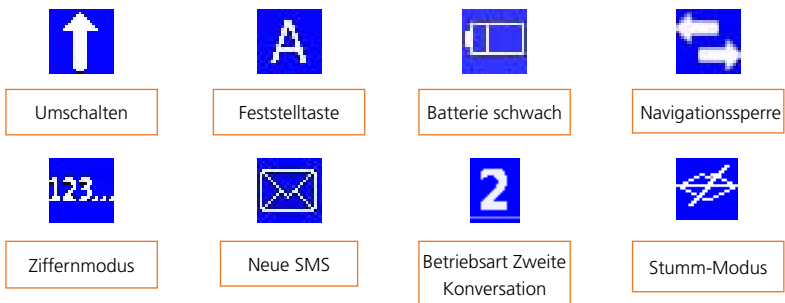 A
Umschalten
Feststelltaste
Batterie schwach
Navigationssperre
123...
2
Ziffernmodus
Neue SMS
Betriebsart Zweite
Konversation
Stumm-Modus